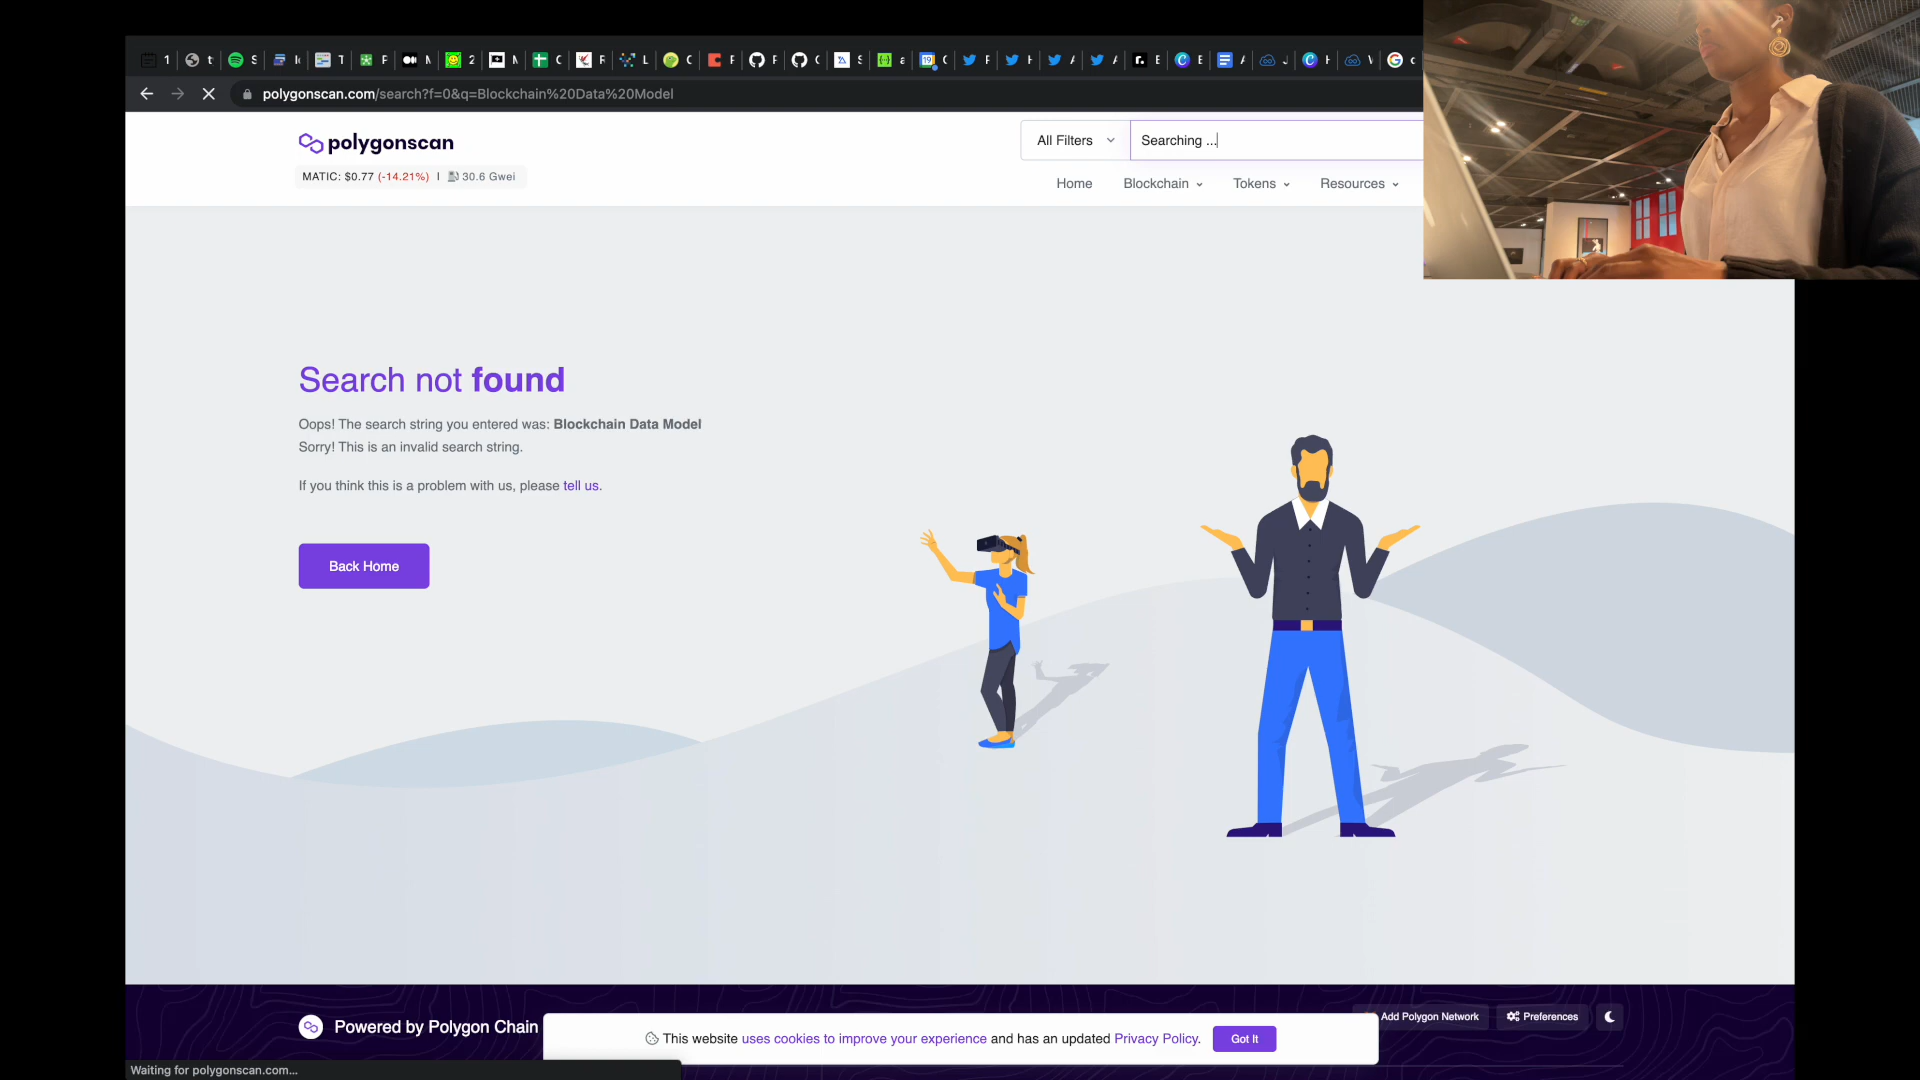 polygonscan.com/search?f=0&q=Blockchain%20Data%20Model
polygonscan
All Filters
Searching ...
MATIC: $0.77 (-14.21%) | 30.6 Gwei
Home
Blockchain
Tokens
Resources
Search not found
Oops! The search string you entered was: Blockchain Data Model
Sorry! This is an invalid search string.
If you think this is a problem with us, please tell us.
Back Home
Powered by Polygon Chain
Add Polygon Network
Preferences
This website uses cookies to improve your experience and has an updated Privacy Policy.
Got It
Waiting for polygonscan.com...